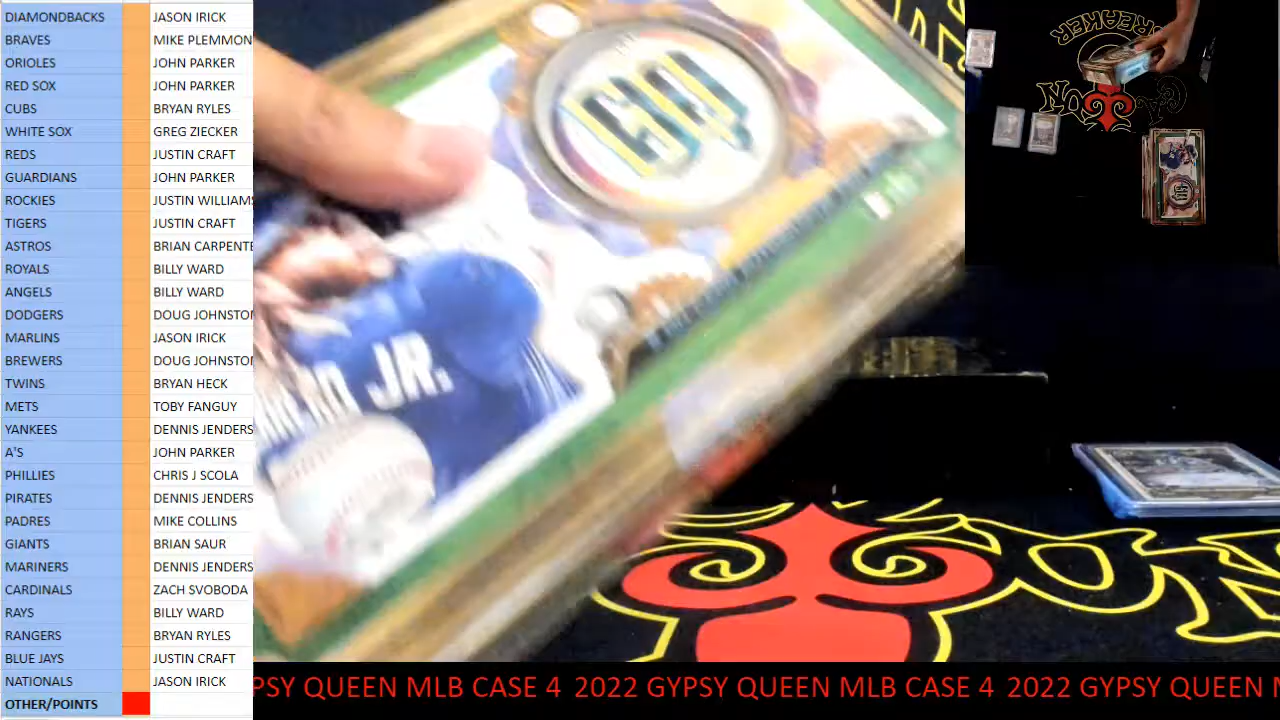 DIAMONDBACKS JASON IRICK
BRAVES MIKE PLEMMON
ORIOLES JOHN PARKER
RED SOX JOHN PARKER
CUBS BRYAN RYLES
WHITE SOX GREG ZIECKER
REDS JUSTIN CRAFT
GUARDIANS JOHN PARKER
ROCKIES JUSTIN WILLIAMS
TIGERS JUSTIN CRAFT
ASTROS BRIAN CARPENTE
ROYALS BILLY WARD
ANGELS BILLY WARD
DODGERS DOUG JOHNSTO
MARLINS JASON IRICK
BREWERS DOUG JOHNSTO
TWINS BRYAN HECK
METS TOBY FANGUY
YANKEES DENNIS JENDERS
A'S JOHN PARKER
PHILLIES CHRIS J SCOLA
PIRATES DENNIS JENDERS
PADRES MIKE COLLINS
GIANTS BRIAN SAUR
MARINERS DENNIS JENDERS
CARDINALS ZACH SVOBODA
RAYS BILLY WARD
RANGERS BRYAN RYLES
BLUE JAYS JUSTIN CRAFT
NATIONALS JASON IRICK
OTHER/POINTS
JR.
BREAKER
PSY QUEEN MLB CASE 4 2022 GYPSY QUEEN MLB CASE 4 2022 GYPSY QUEEN